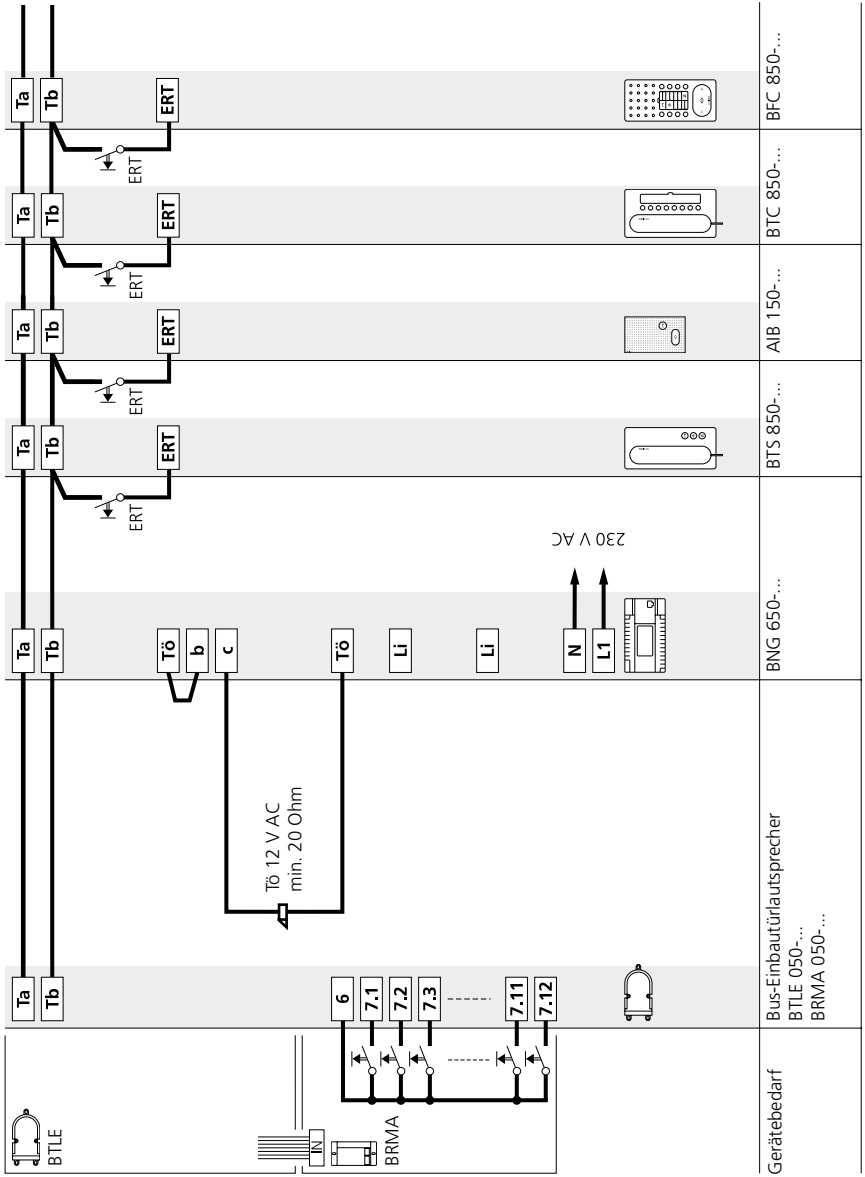 BTLE
IN
BRMA
Gerätebedarf
Ta
Tb
6
7.1
7.2
7.3
7.11
7.12
Bus-Einbautürlautsprecher
BTLE 050-...
BRMA 050-...
Tö 12 V AC
min. 20 Ohm
Ta
Tb
Tö
b
c
Tö
Li
Li
N
L1
230 V AC
BNG 650-...
ERT
Ta
Tb
ERT
BTS 850-...
ERT
Ta
Tb
ERT
AIB 150-...
ERT
Ta
Tb
ERT
BTC 850-...
ERT
Ta
Tb
ERT
BFC 850-...